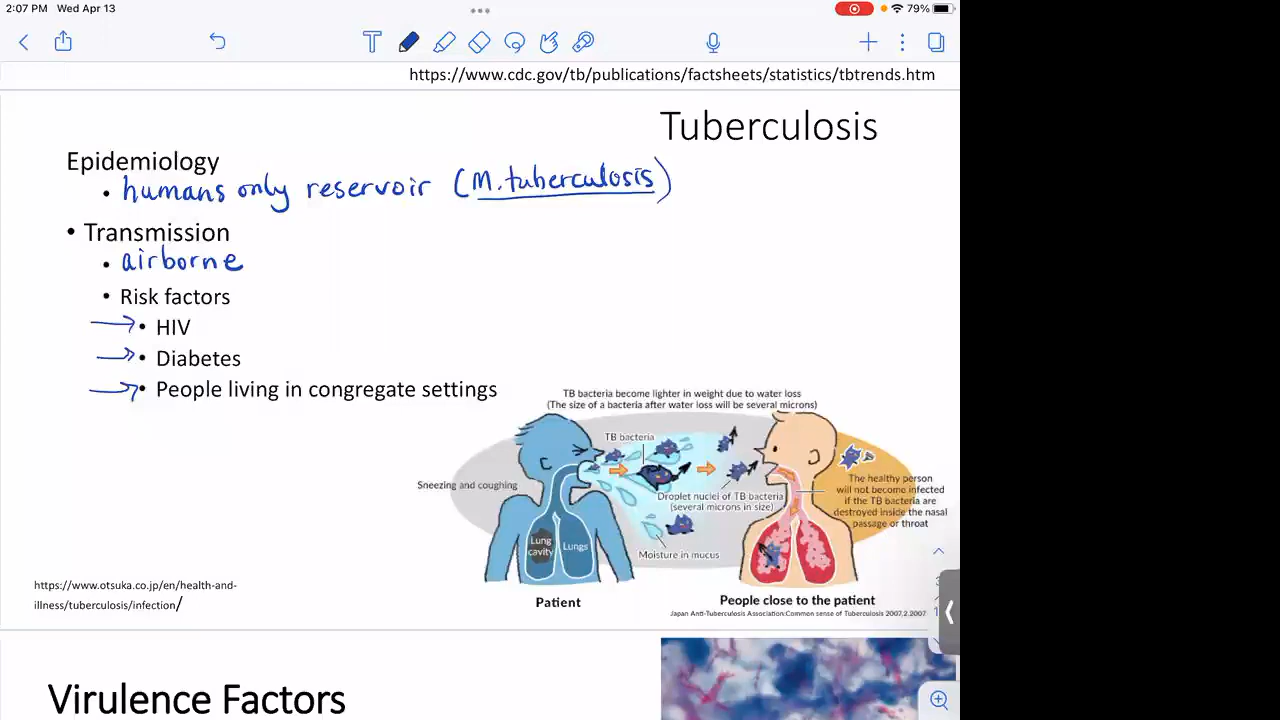 2:07 PM Wed Apr 13
79%
https://www.cdc.gov/tb/publications/factsheets/statistics/tbtrends.htm
Tuberculosis
Epidemiology
• humans only reservoir (M. tuberculosis)
• Transmission
• airborne
• Risk factors
• HIV
• Diabetes
• People living in congregate settings
TB bacteria become lighter in weight due to water loss
(The size of a bacteria after water loss will be several microns)
TB bacteria
Sneezing and coughing
Droplet nuclei of TB bacteria
(several microns in size)
The healthy person
will not become infected
if the TB bacteria are
destroyed inside the nasal
passage or throat
Lung
cavity
Lungs
Moisture in mucus
https://www.otsuka.co.jp/en/health-and-
illness/tuberculosis/infection/
Patient
People close to the patient
Japan Anti-Tuberculosis Association:Common sense of Tuberculosis 2007,2.2007
Virulence Factors